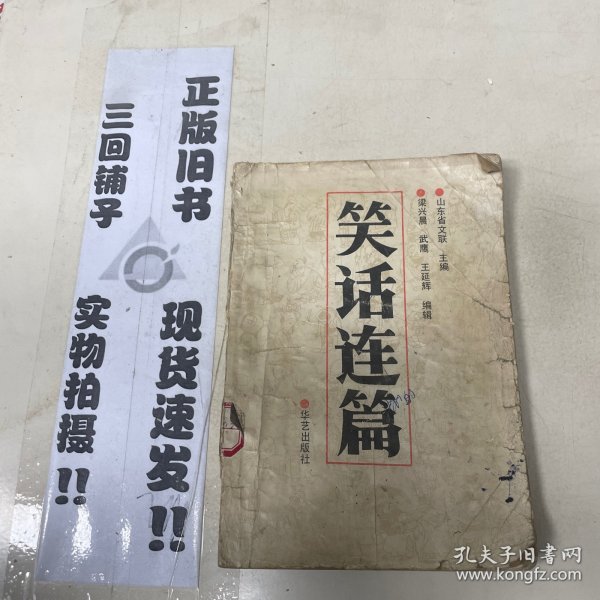 正版旧书
现货速发!!
三回铺子
实物拍摄!!
山东省文联 主编
梁兴晨 武鹰 王延辉 编辑
笑话连篇
华艺出版社
孔夫子旧书网
www.kongfz.com